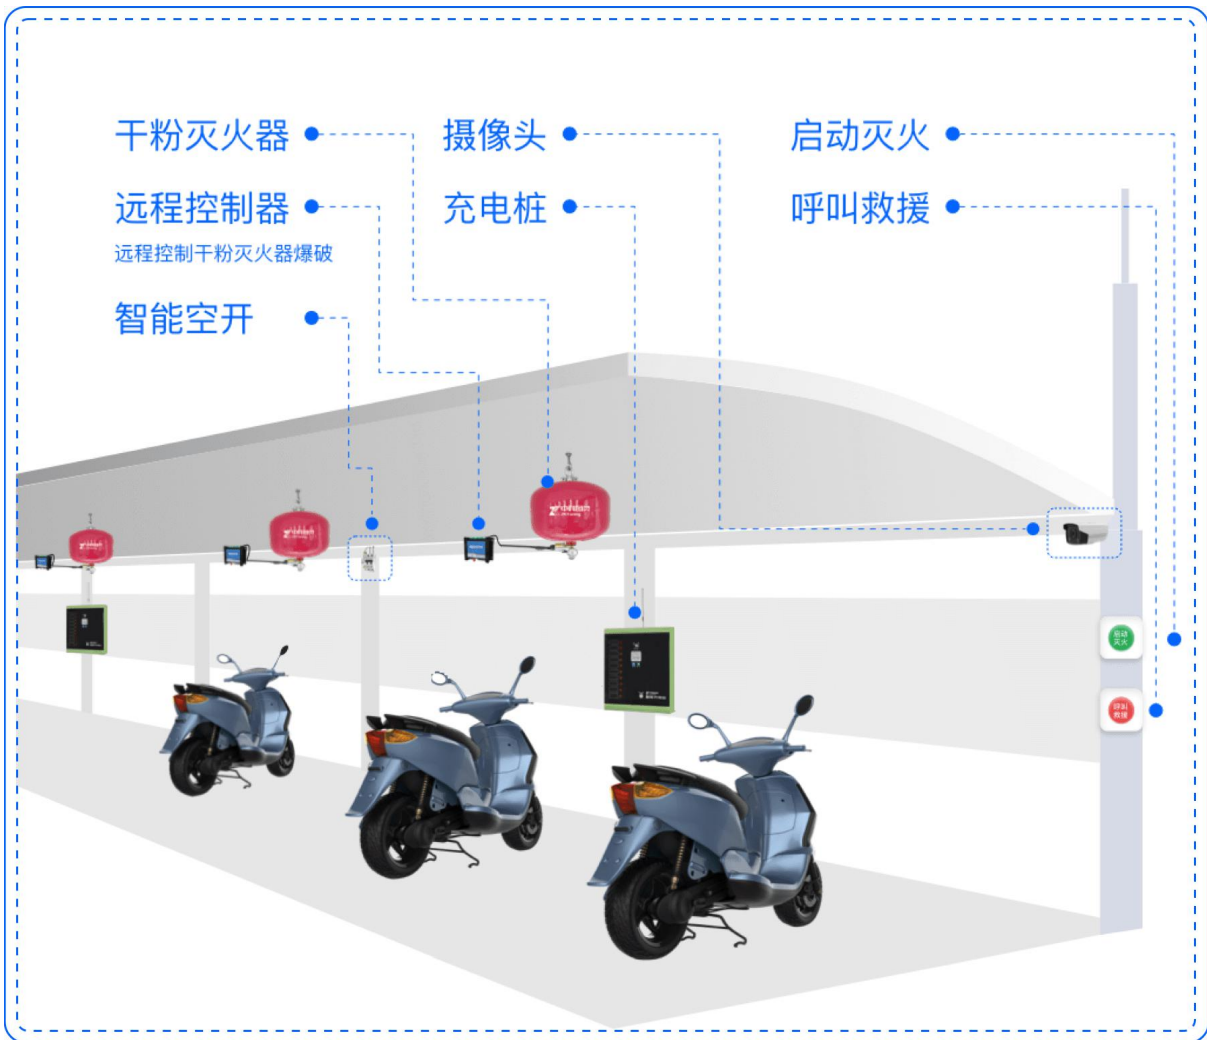 干粉灭火器
摄像头
启动灭火
远程控制器
充电桩
呼叫救援
远程控制干粉灭火器爆破
智能空开
启动
灭火
呼叫
救援